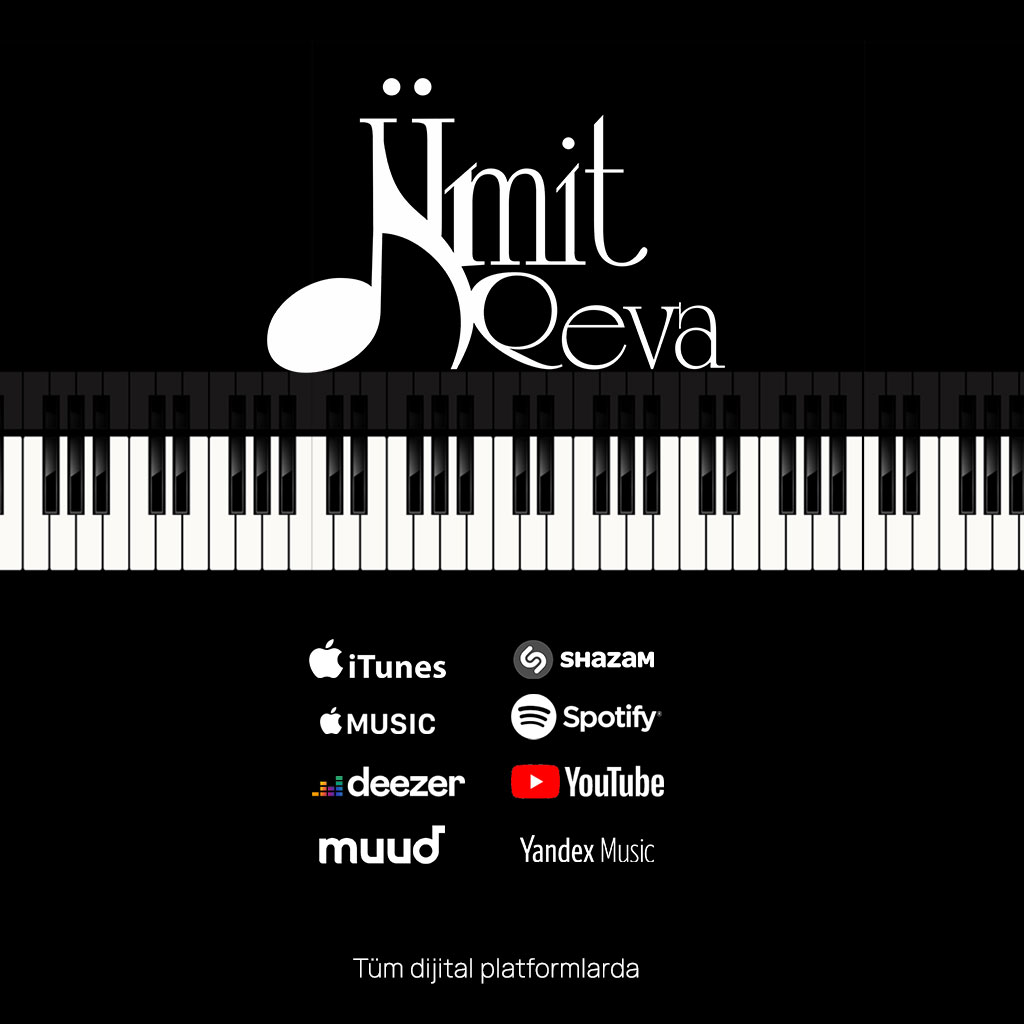 Ümit
Reva
iTunes
SHAZAM
MUSIC
Spotify®
deezer
YouTube
muud
Yandex Music
Tüm dijital platformlarda